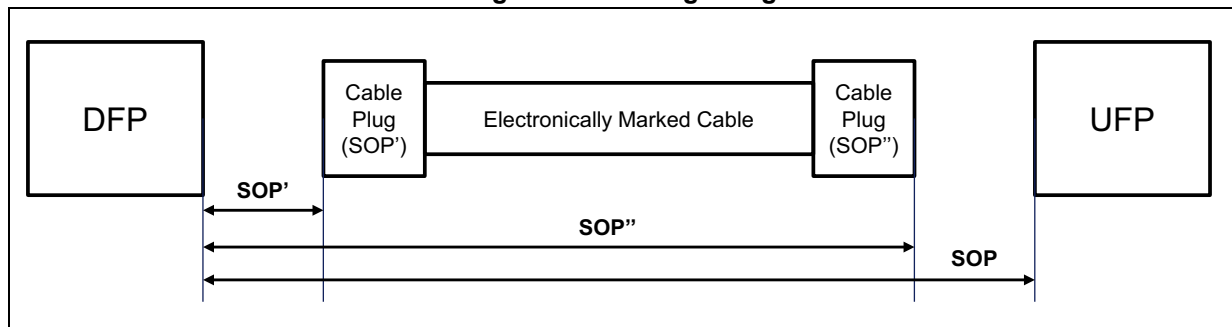 DFP
Cable
Plug
(SOP’)
Electronically Marked Cable
Cable
Plug
(SOP’’)
UFP
SOP’
SOP’’
SOP